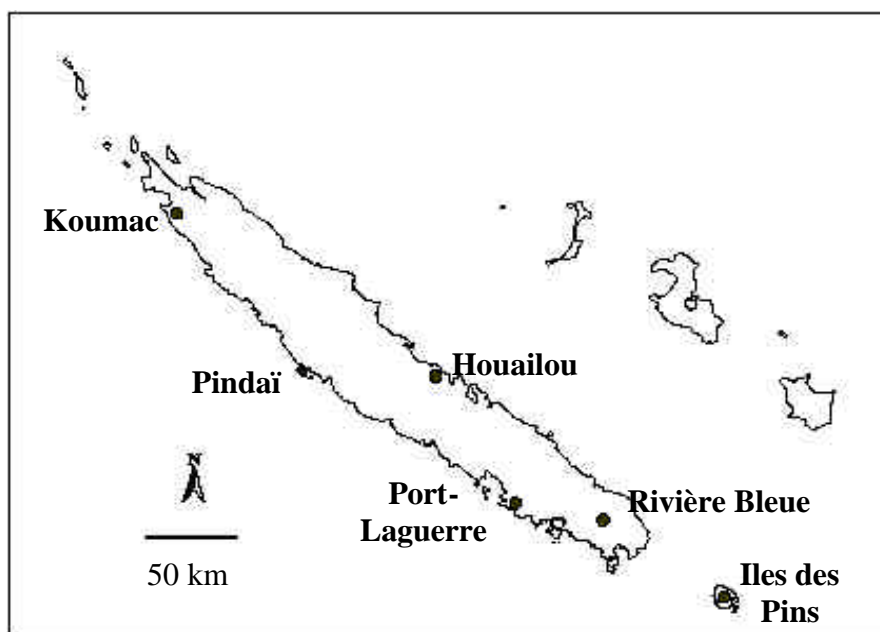 Koumac
Houailou
Pindaï
N
Port-
Laguerre
Rivière Bleue
50 km
Iles des
Pins